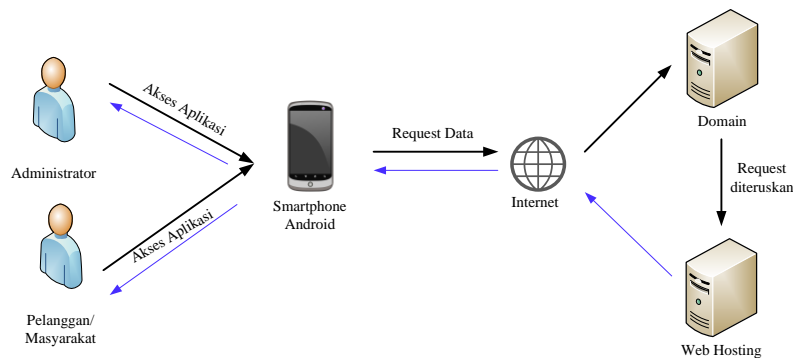 Akses Aplikasi
Administrator
Akses Aplikasi
Pelanggan/
Masyarakat
Smartphone
Android
Request Data
Internet
Domain
Request
diteruskan
Web Hosting